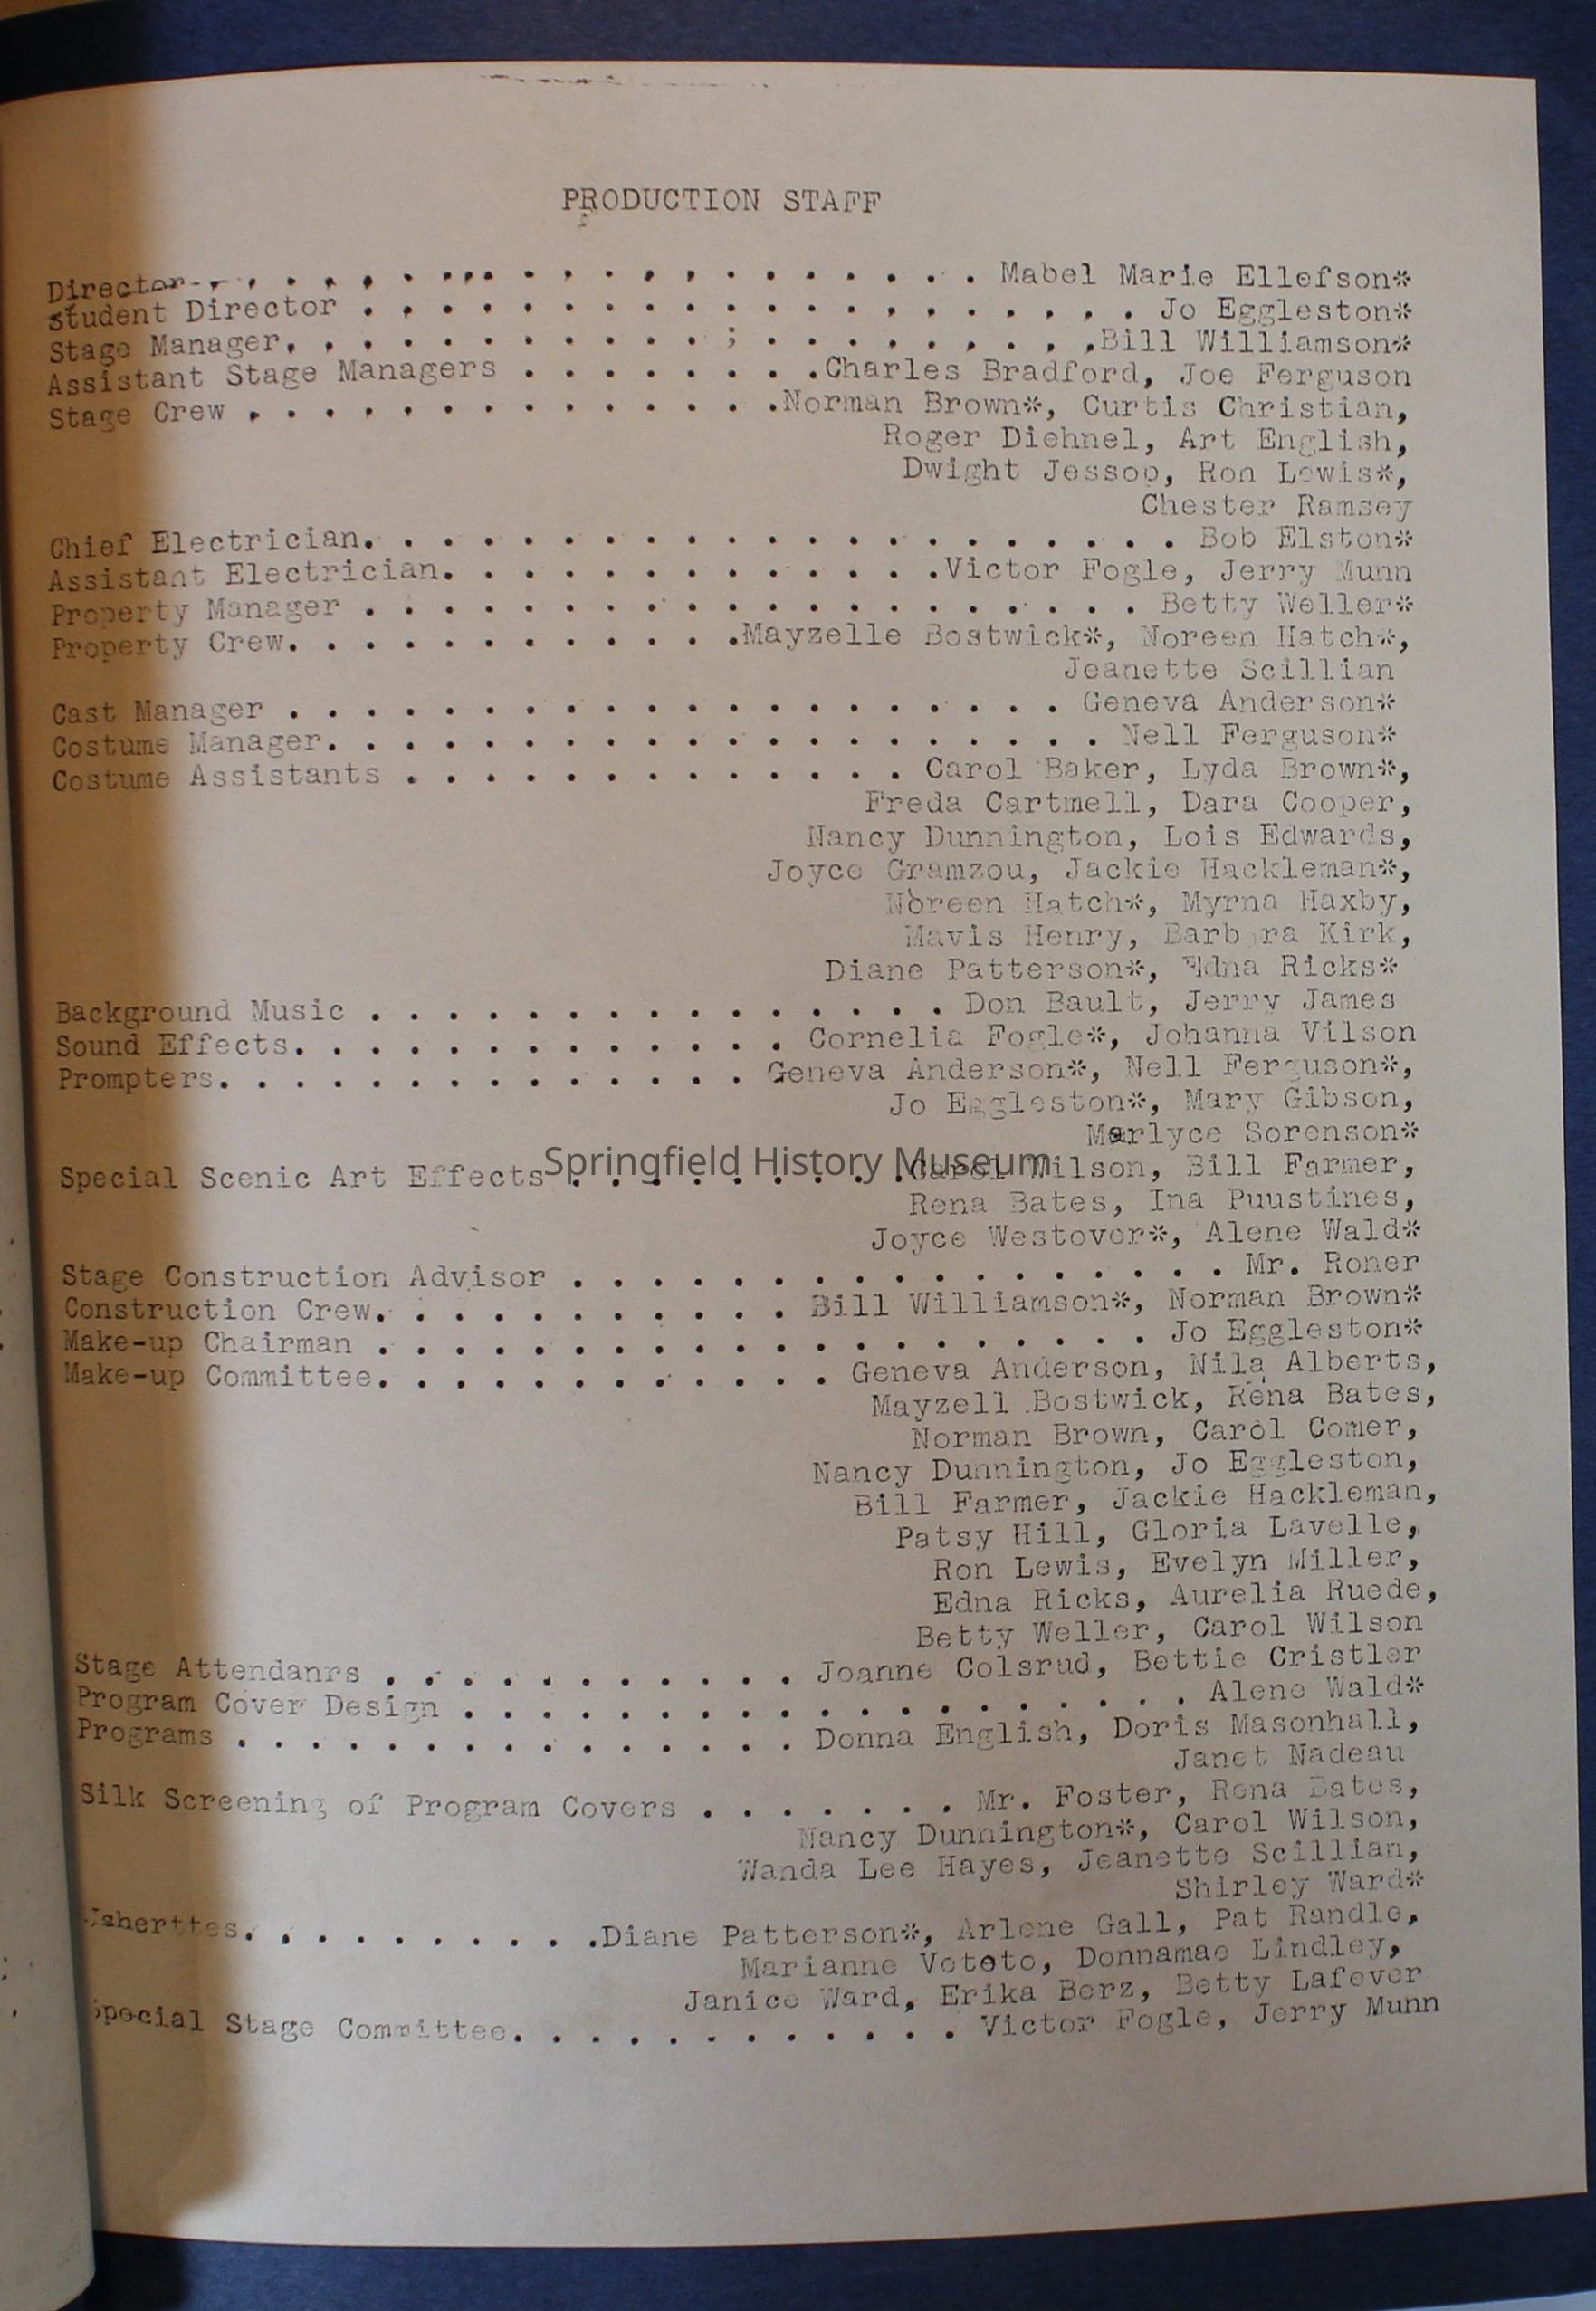 PRODUCTION STAFF
Director. . . . . . . . . . . . . . . . . . . . Mabel Marie Ellefson*
Student Director . . . . . . . . . . . . . . . . . . . . Jo Eggleston*
Stage Manager. . . . . . . . . . . ; . . . . . . . . .Bill Williamson*
Assistant Stage Managers . . . . . . . .Charles Bradford, Joe Ferguson
Stage Crew . . . . . . . . . . . . . .Norman Brown*, Curtis Christian,
Roger Diehnel, Art English,
Dwight Jessop, Ron Lewis*,
Chester Ramsey
Chief Electrician. . . . . . . . . . . . . . . . . . . . . Bob Elston*
Assistant Electrician. . . . . . . . . . . . .Victor Fogle, Jerry Munn
Property Manager . . . . . . . . . . . . . . . . . . . . Betty Weller*
Property Crew. . . . . . . . . . . .Mayzelle Bostwick*, Noreen Hatch*,
Jeanette Scillian
Cast Manager . . . . . . . . . . . . . . . . . . . . Geneva Anderson*
Costume Manager. . . . . . . . . . . . . . . . . . . . Nell Ferguson*
Costume Assistants . . . . . . . . . . . . . Carol Baker, Lyda Brown*,
Freda Cartmell, Dara Cooper,
Nancy Dunnington, Lois Edwards,
Joyce Gramzou, Jackie Hackleman*,
Noreen Hatch*, Myrna Haxby,
Mavis Henry, Barb ra Kirk,
Diane Patterson*, Edna Ricks*
Background Music . . . . . . . . . . . . . . . Don Bault, Jerry James
Sound Effects. . . . . . . . . . . . . Cornelia Fogle*, Johanna Vilson
Prompters. . . . . . . . . . . . . . Geneva Anderson*, Nell Ferguson*,
Jo Eggleston*, Mary Gibson,
Marlyce Sorenson*
Springfield History Museum
Special Scenic Art Effects . . . . . . . . .Carol Wilson, Bill Farmer,
Rena Bates, Ina Puustines,
Joyce Westover*, Alene Wald*
Stage Construction Advisor . . . . . . . . . . . . . . . . . Mr. Roner
Construction Crew. . . . . . . . . . . Bill Williamson*, Norman Brown*
Make-up Chairman . . . . . . . . . . . . . . . . . . . . Jo Eggleston*
Make-up Committee. . . . . . . . . . . . Geneva Anderson, Nila Alberts,
Mayzell Bostwick, Rena Bates,
Norman Brown, Carol Comer,
Nancy Dunnington, Jo Eggleston,
Bill Farmer, Jackie Hackleman,
Patsy Hill, Gloria Lavelle,
Ron Lewis, Evelyn Miller,
Edna Ricks, Aurelia Ruede,
Betty Weller, Carol Wilson
Stage Attendanrs . . . . . . . . . . . Joanne Colsrud, Bettie Cristler
Program Cover Design . . . . . . . . . . . . . . . . . . . Alene Wald*
Programs . . . . . . . . . . . . . . . Donna English, Doris Masonhall,
Janet Nadeau
Silk Screening of Program Covers . . . . . . . Mr. Foster, Rena Bates,
Nancy Dunnington*, Carol Wilson,
Wanda Lee Hayes, Jeanette Scillian,
Shirley Ward*
Usherttes. . . . . . . . . .Diane Patterson*, Arlene Gall, Pat Randle,
Marianne Veteto, Donnamae Lindley,
Janice Ward, Erika Borz, Betty Lafever
Special Stage Committee. . . . . . . . . . . . Victor Fogle, Jerry Munn